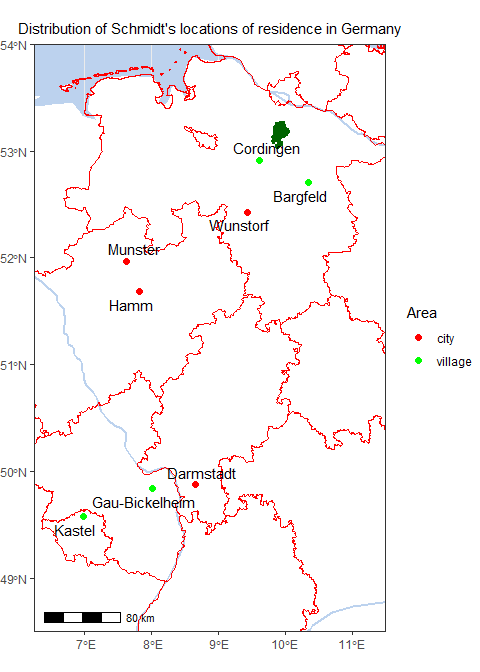 Distribution of Schmidt's locations of residence in Germany
54°N
53°N
52°N
51°N
50°N
49°N
Cordingen
Bargfeld
Wunstorf
Munster
Hamm
Darmstadt
Gau-Bickelheim
Kastel
80 km
7°E 8°E 9°E 10°E 11°E
Area
city
village